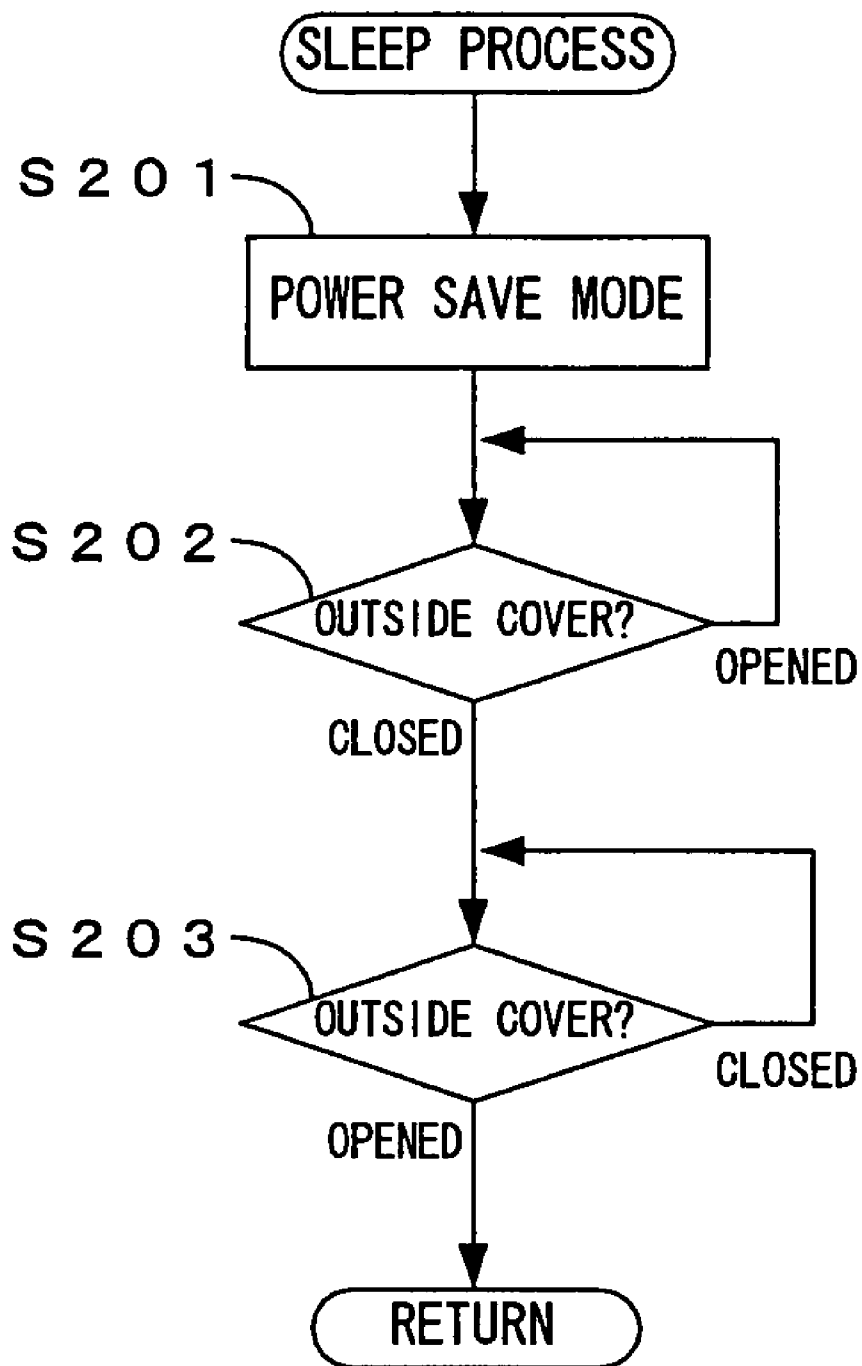 SLEEP PROCESS
S201
POWER SAVE MODE
S202
OUTSIDE COVER?
OPENED
CLOSED
S203
OUTSIDE COVER?
CLOSED
OPENED
RETURN